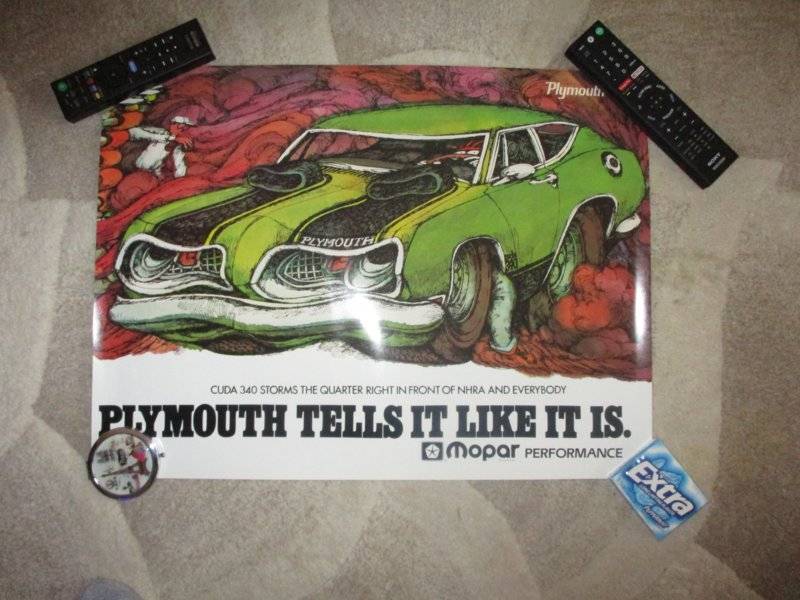 Plymouth
SONY
PLYMOUTH
CUDA 340 STORMS THE QUARTER RIGHT IN FRONT OF NHRA AND EVERYBODY
PLYMOUTH TELLS IT LIKE IT IS.
Mopar PERFORMANCE
Extra